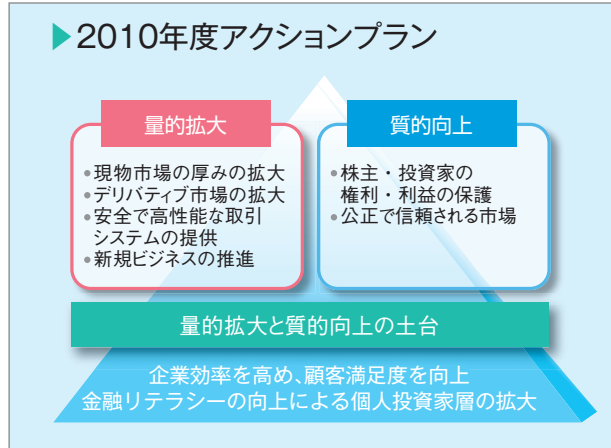 ▶2010年度アクションプラン
量的拡大
●現物市場の厚みの拡大
●デリバティブ市場の拡大
●安全で高性能な取引
システムの提供
●新規ビジネスの推進
質的向上
●株主・投資家の
権利・利益の保護
●公正で信頼される市場
量的拡大と質的向上の土台
企業効率を高め、顧客満足度を向上
金融リテラシーの向上による個人投資家層の拡大